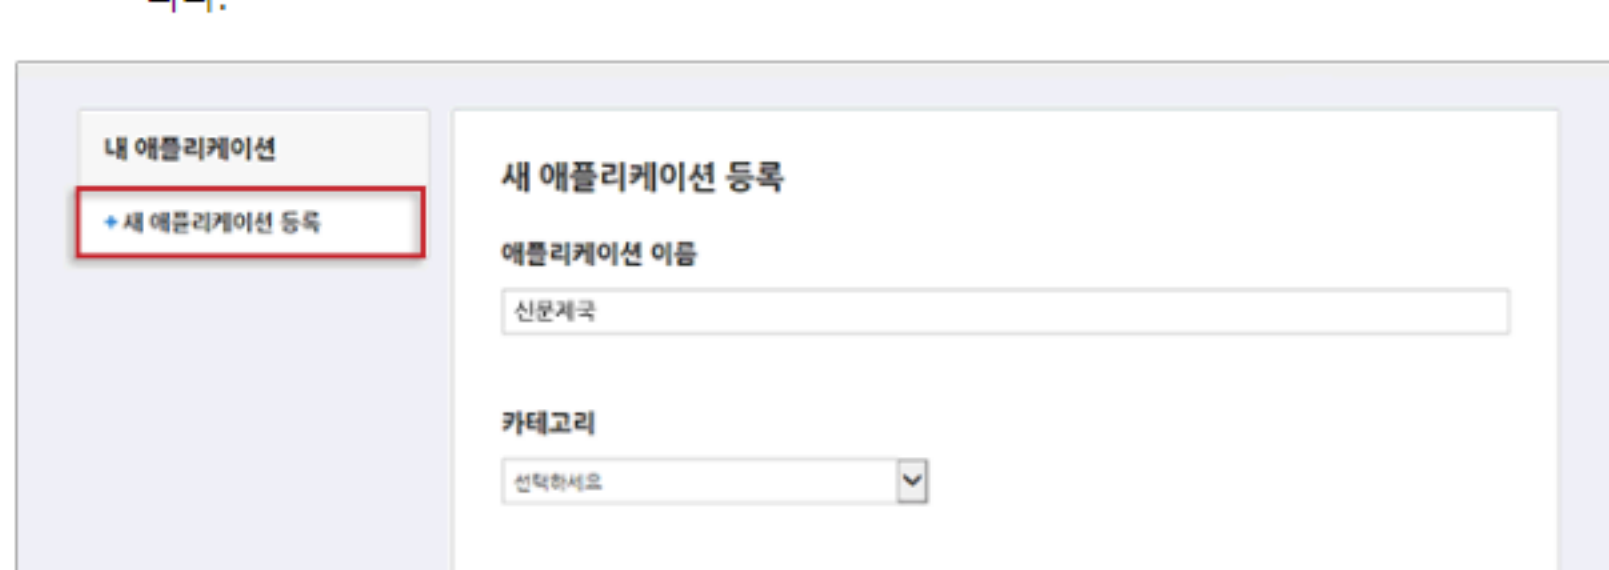 내 애플리케이션
+ 새 애플리케이션 등록
새 애플리케이션 등록
애플리케이션 이름
신문제국
카테고리
선택하세요